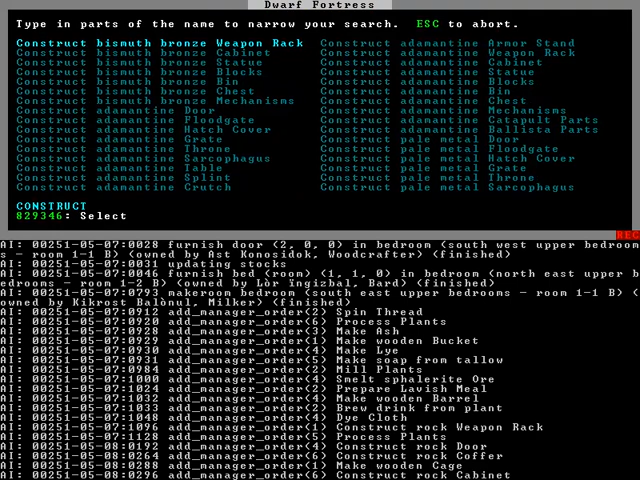 Dwarf Fortress
Type in parts of the name to narrow your search.  ESC to abort.
Construct bismuth bronze Weapon Rack  Construct adamantine Armor Stand
Construct bismuth bronze Cabinet  Construct adamantine Weapon Rack
Construct bismuth bronze Statue  Construct adamantine Cabinet
Construct bismuth bronze Blocks  Construct adamantine Statue
Construct bismuth bronze Bin  Construct adamantine Blocks
Construct bismuth bronze Chest  Construct adamantine Bin
Construct bismuth bronze Mechanisms  Construct adamantine Chest
Construct adamantine Door  Construct adamantine Mechanisms
Construct adamantine Floodgate  Construct adamantine Catapult Parts
Construct adamantine Hatch Cover  Construct adamantine Ballista Parts
Construct adamantine Grate  Construct pale metal Door
Construct adamantine Throne  Construct pale metal Floodgate
Construct adamantine Sarcophagus  Construct pale metal Hatch Cover
Construct adamantine Table  Construct pale metal Grate
Construct adamantine Splint  Construct pale metal Throne
Construct adamantine Crutch  Construct pale metal Sarcophagus
CONSTRUCT
829346: Select
REC
AI: 00251-05-07:0028 furnish door (2, 0, 0) in bedroom (south west upper bedroom
s - room 1-1 B) (owned by Ast Konosidok, Woodcrafter) (finished)
AI: 00251-05-07:0031 updating stocks
AI: 00251-05-07:0046 furnish bed (room) (1, 1, 0) in bedroom (north east upper b
edrooms - room 1-2 B) (owned by Lòr Ingizbal, Bard) (finished)
AI: 00251-05-07:0793 makeroom bedroom (south east upper bedrooms - room 1-1 B) (
owned by Kikrost Balònul, Milker) (finished)
AI: 00251-05-07:0912 add_manager_order(2) Spin Thread
AI: 00251-05-07:0920 add_manager_order(6) Process Plants
AI: 00251-05-07:0928 add_manager_order(3) Make Ash
AI: 00251-05-07:0929 add_manager_order(1) Make wooden Bucket
AI: 00251-05-07:0930 add_manager_order(4) Make Lye
AI: 00251-05-07:0931 add_manager_order(5) Make soap from tallow
AI: 00251-05-07:0984 add_manager_order(2) Mill Plants
AI: 00251-05-07:1000 add_manager_order(4) Smelt sphalerite Ore
AI: 00251-05-07:1024 add_manager_order(2) Prepare Lavish Meal
AI: 00251-05-07:1032 add_manager_order(4) Make wooden Barrel
AI: 00251-05-07:1033 add_manager_order(2) Brew drink from plant
AI: 00251-05-07:1048 add_manager_order(4) Dye Cloth
AI: 00251-05-07:1096 add_manager_order(1) Construct rock Weapon Rack
AI: 00251-05-07:1128 add_manager_order(5) Process Plants
AI: 00251-05-08:0192 add_manager_order(4) Construct rock Door
AI: 00251-05-08:0264 add_manager_order(6) Construct rock Coffer
AI: 00251-05-08:0288 add_manager_order(1) Make wooden Cage
AI: 00251-05-08:0296 add_manager_order(6) Construct rock Cabinet